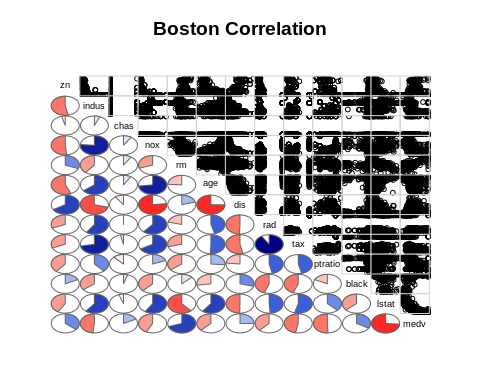 Boston Correlation
zn
indus
chas
nox
rm
age
dis
rad
tax
ptratio
black
lstat
medv